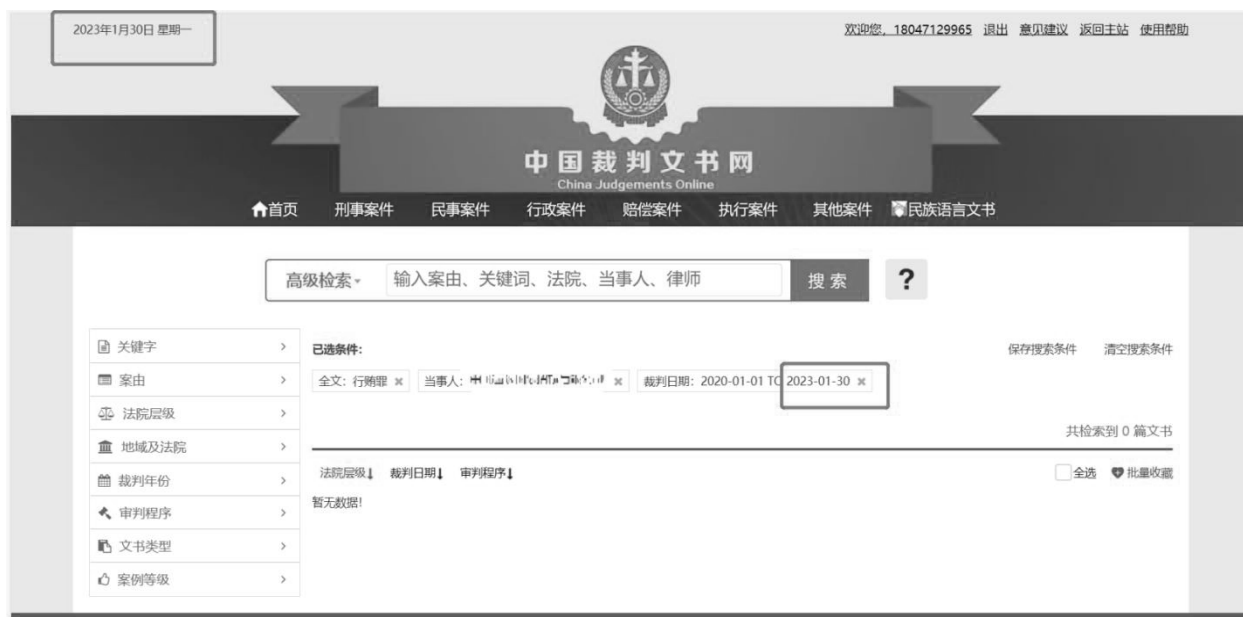 2023年1月30日 星期一
欢迎您，18047129965 退出 意见建议 返回主站 使用帮助
中国裁判文书网
China Judgements Online
首页 刑事案件 民事案件 行政案件 赔偿案件 执行案件 其他案件 民族语言文书
高级检索 输入案由、关键词、法院、当事人、律师 搜索 ?
关键字
案由
法院层级
地域及法院
裁判年份
审判程序
文书类型
案例等级
已选条件: 保存搜索条件 清空搜索条件
全文：行贿罪 × 当事人： × 裁判日期：2020-01-01 TO 2023-01-30 ×
共检索到 0 篇文书
法院层级 裁判日期 审判程序 全选 批量收藏
暂无数据!